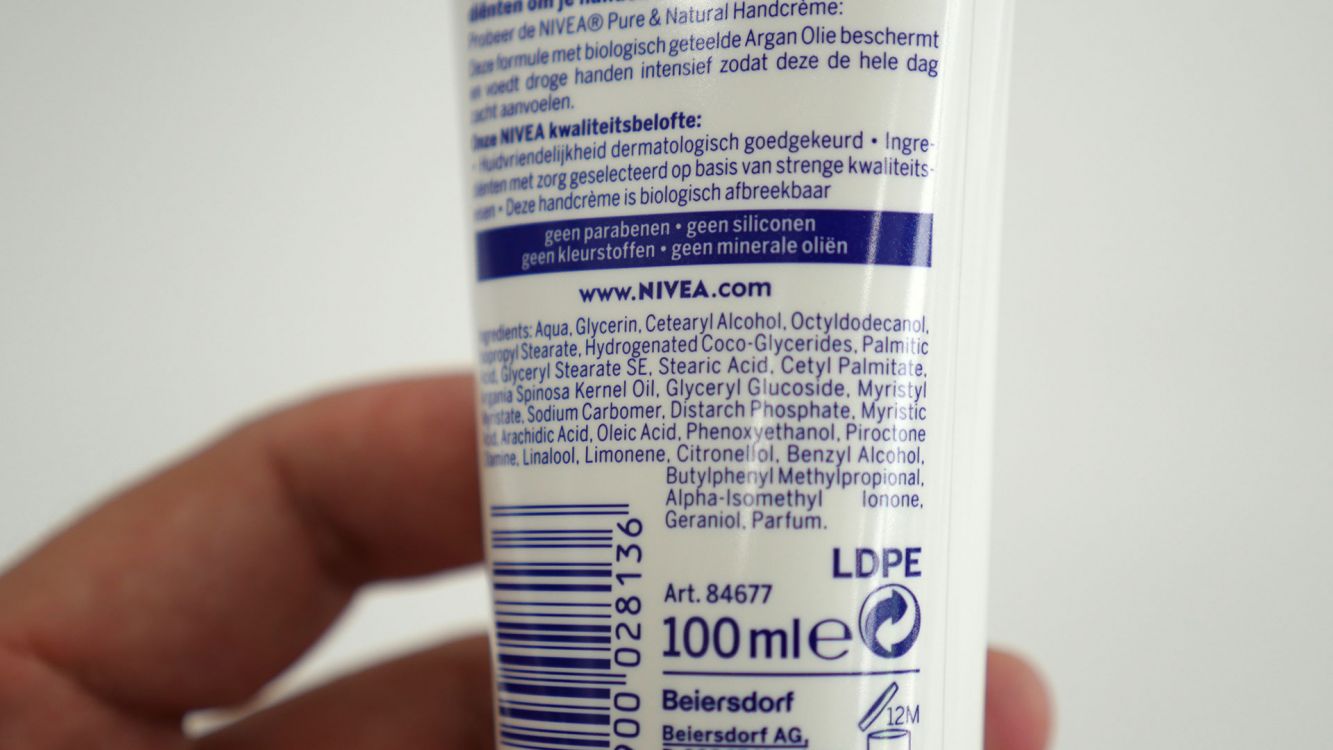 om je
Probeer de NIVEA® Pure & Natural Handcrème:
Deze formule met biologisch geteelde Argan Olie beschermt
en voedt droge handen intensief zodat deze de hele dag
zacht aanvoelen.
Onze NIVEA kwaliteitsbelofte:
• Huidvriendelijkheid dermatologisch goedgekeurd • Ingre-
diënten met zorg geselecteerd op basis van strenge kwaliteits-
eisen • Deze handcrème is biologisch afbreekbaar
geen parabenen • geen siliconen
geen kleurstoffen • geen minerale oliën
www.NIVEA.com
Ingredients: Aqua, Glycerin, Cetearyl Alcohol, Octyldodecanol,
Isopropyl Stearate, Hydrogenated Coco-Glycerides, Palmitic
Acid, Glyceryl Stearate SE, Stearic Acid, Cetyl Palmitate,
Argania Spinosa Kernel Oil, Glyceryl Glucoside, Myristyl
Myristate, Sodium Carbomer, Distarch Phosphate, Myristic
Acid, Arachidic Acid, Oleic Acid, Phenoxyethanol, Piroctone
Olamine, Linalool, Limonene, Citronellol, Benzyl Alcohol,
Butylphenyl Methylpropional,
Alpha-Isomethyl Ionone,
Geraniol, Parfum.
LDPE
Art. 84677
100 ml e
900 028136
Beiersdorf
12M
Beiersdorf AG,